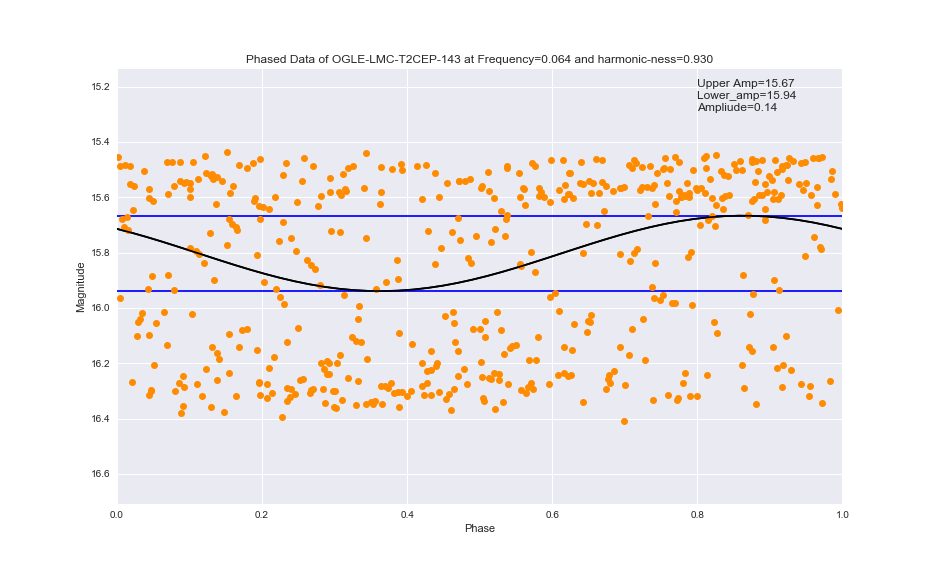 Phased Data of OGLE-LMC-T2CEP-143 at Frequency=0.064 and harmonic-ness=0.930
Upper Amp=15.67
Lower_amp=15.94
Ampliude=0.14
15.2
15.4
15.6
15.8
16.0
16.2
16.4
16.6
Magnitude
0.0 0.2 0.4 0.6 0.8 1.0
Phase